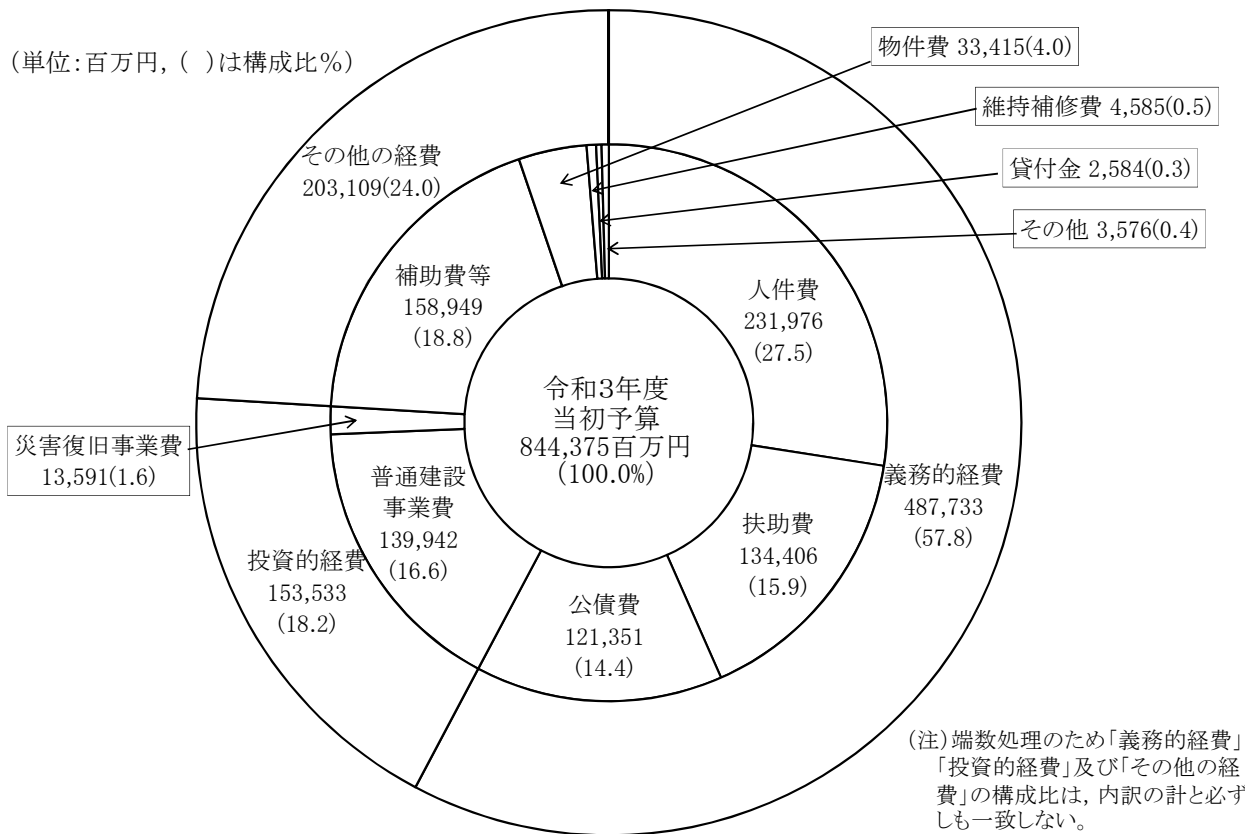 (単位:百万円, ( )は構成比%)
物件費 33,415(4.0)
維持補修費 4,585(0.5)
貸付金 2,584(0.3)
その他 3,576(0.4)
その他の経費
203,109(24.0)
補助費等
158,949
(18.8)
人件費
231,976
(27.5)
令和3年度
当初予算
844,375百万円
(100.0%)
災害復旧事業費
13,591(1.6)
普通建設
事業費
139,942
(16.6)
義務的経費
487,733
(57.8)
扶助費
134,406
(15.9)
投資的経費
153,533
(18.2)
公債費
121,351
(14.4)
(注)端数処理のため「義務的経費」
「投資的経費」及び「その他の経
費」の構成比は, 内訳の計と必ず
しも一致しない。